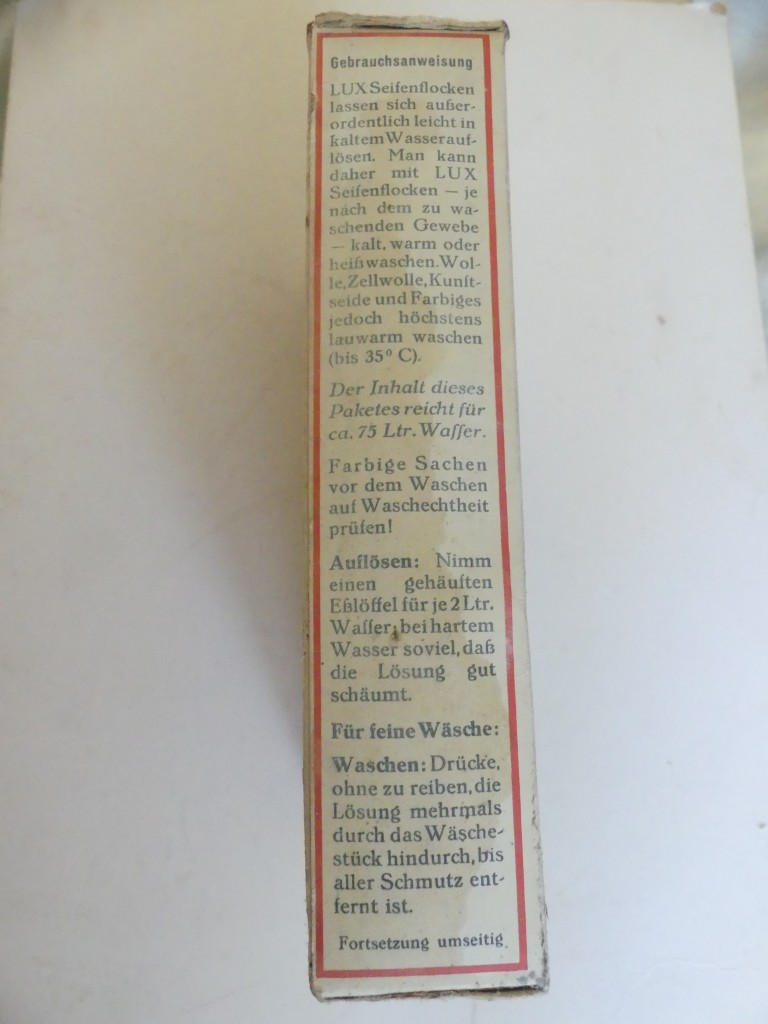 Gebrauchsanweisung
LUX Seifenflocken
lassen sich außer-
ordentlich leicht in
kaltem Wasser auf-
lösen. Man kann
daher mit LUX
Seifenflocken — je
nach dem zu wa-
schenden Gewebe
— kalt, warm oder
heiß waschen. Wol-
le, Zellwolle, Kunſt-
seide und Farbiges
jedoch höchstens
lauwarm waschen
(bis 35° C).
Der Inhalt dieses
Paketes reicht für
ca. 75 Ltr. Waſſer.
Farbige Sachen
vor dem Waschen
auf Waschechtheit
prüfen!
Auflösen: Nimm
einen gehäuften
Eßlöffel für je 2 Ltr.
Waſſer, bei hartem
Wasser soviel, daß
die Lösung gut
schäumt.
Für feine Wäsche:
Waschen: Drücke,
ohne zu reiben, die
Lösung mehrmals
durch das Wäsche-
stück hindurch, bis
aller Schmutz ent-
fernt ist.
Fortsetzung umseitig.